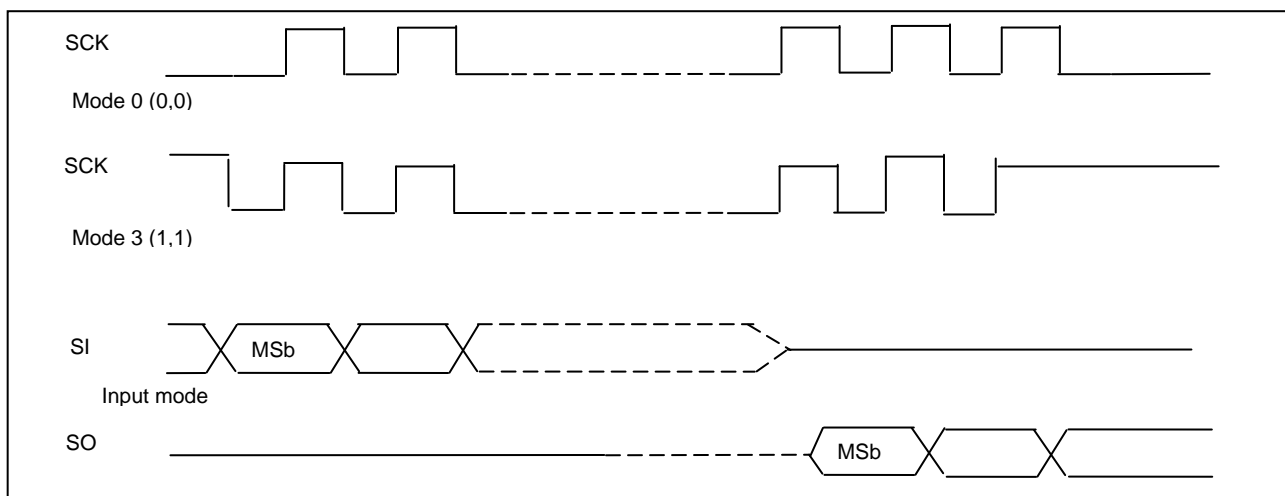 SCK
Mode 0 (0,0)
SCK
Mode 3 (1,1)
SI
MSb
Input mode
SO
MSb